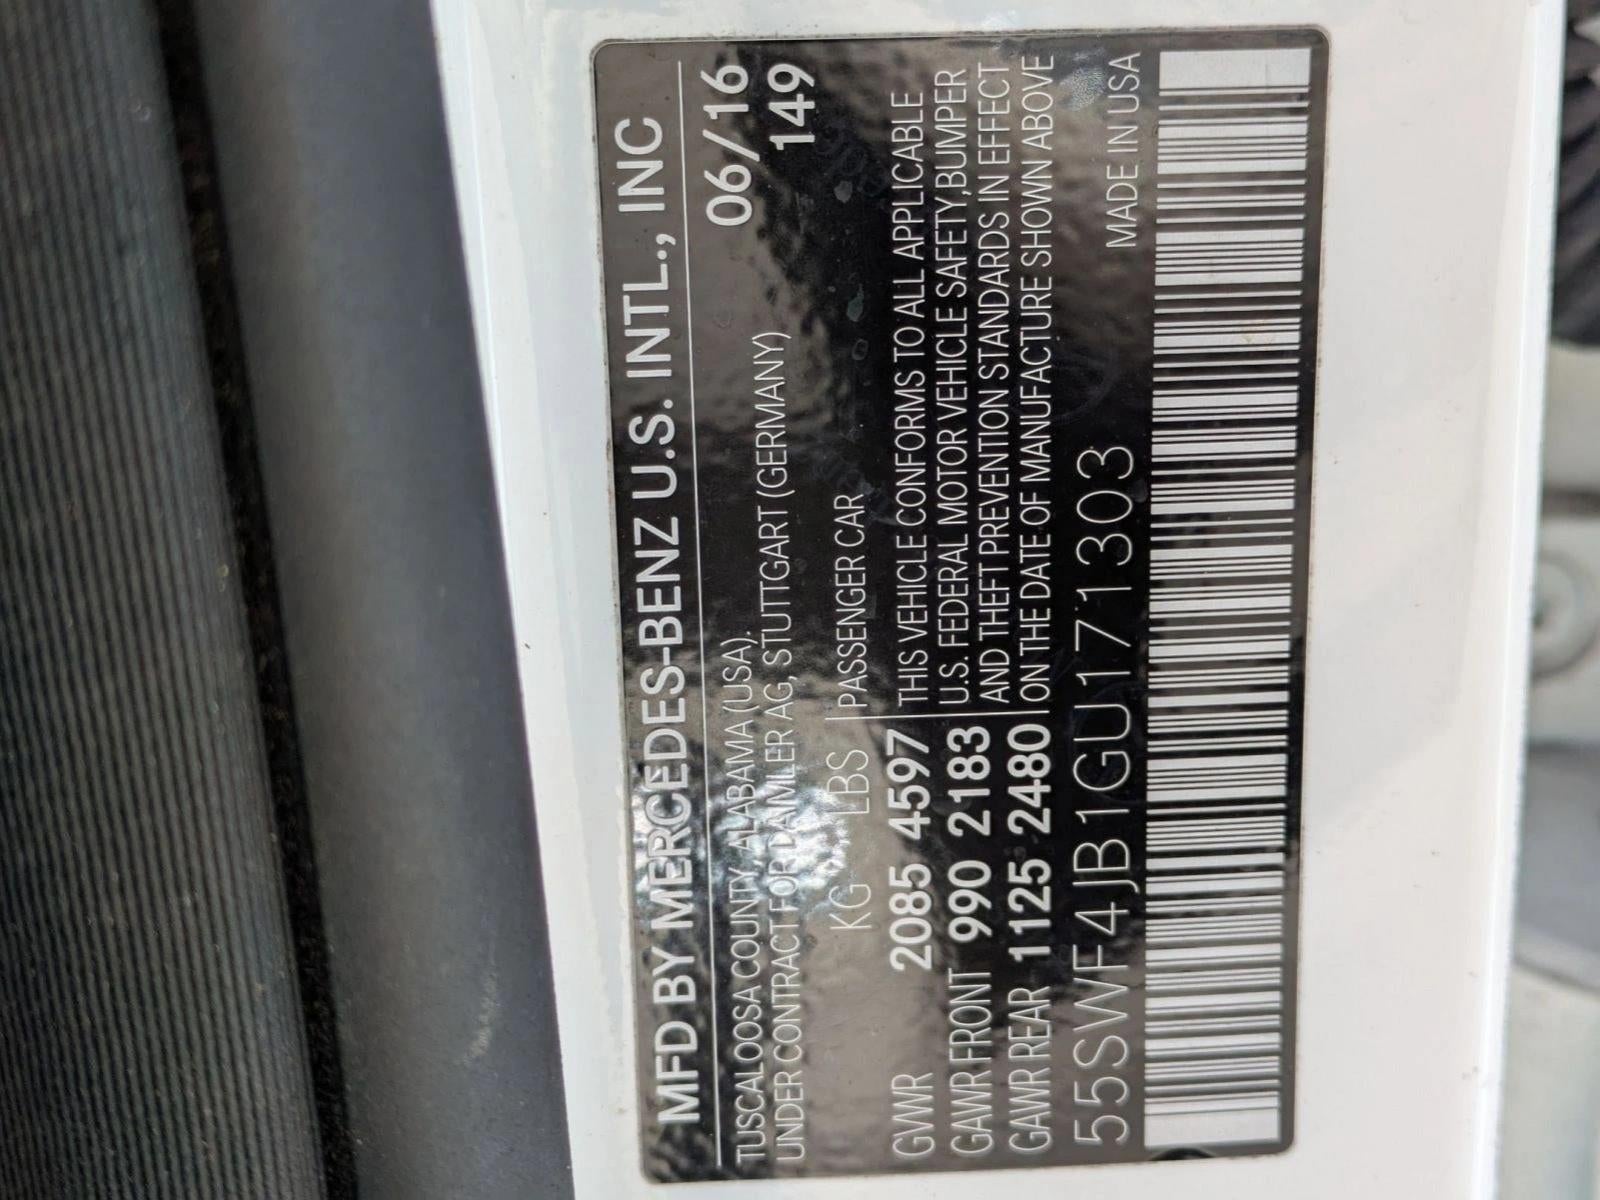 MFD BY MERCEDES-BENZ U.S. INTL., INC
TUSCALOOSA COUNTY, ALABAMA (USA). 06/16
UNDER CONTRACT FOR DAIMLER AG, STUTTGART (GERMANY) 149
KG LBS PASSENGER CAR
GVWR 2085 4597 THIS VEHICLE CONFORMS TO ALL APPLICABLE
U.S. FEDERAL MOTOR VEHICLE SAFETY,BUMPER
GAWR FRONT 990 2183 AND THEFT PREVENTION STANDARDS IN EFFECT
GAWR REAR 1125 2480 ON THE DATE OF MANUFACTURE SHOWN ABOVE
55SWF4JB1GU171303 MADE IN USA